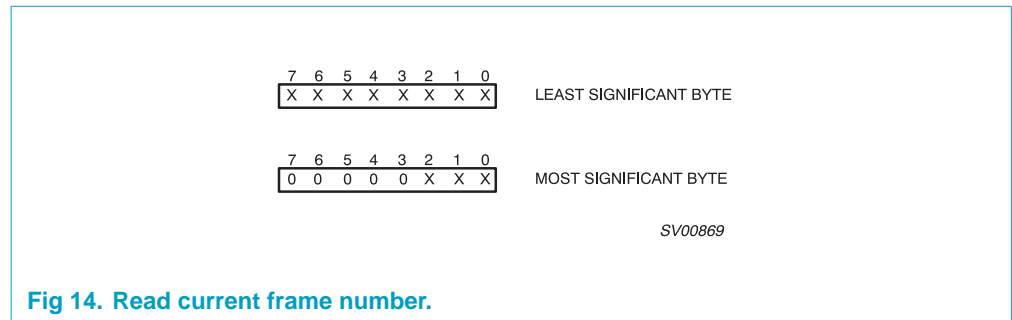 7 6 5 4 3 2 1 0
X X X X X X X X LEAST SIGNIFICANT BYTE
7 6 5 4 3 2 1 0
0 0 0 0 0 X X X MOST SIGNIFICANT BYTE
SV00869
Fig 14. Read current frame number.